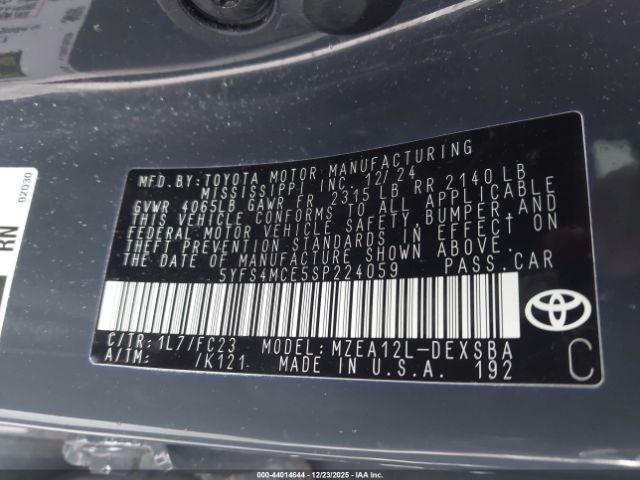 MFD. BY: TOYOTA MOTOR MANUFACTURING
MISSISSIPPI INC. 12/24
GVWR 4065LB GAWR FR 2315 LB RR 2140 LB
THIS VEHICLE CONFORMS TO ALL APPLICABLE
FEDERAL MOTOR VEHICLE SAFETY, BUMPER, AND
THEFT PREVENTION STANDARDS IN EFFECT ON
THE DATE OF MANUFACTURE SHOWN ABOVE.
5YFS4MCE5SP224059 PASS. CAR
C/TR: 1L7/FC23 MODEL: MZEA12L-DEXSBA
A/TM: /K121 MADE IN U.S.A. 192
C
02030
RN
000-44014644 - 12/23/2025 - IAAI.COM